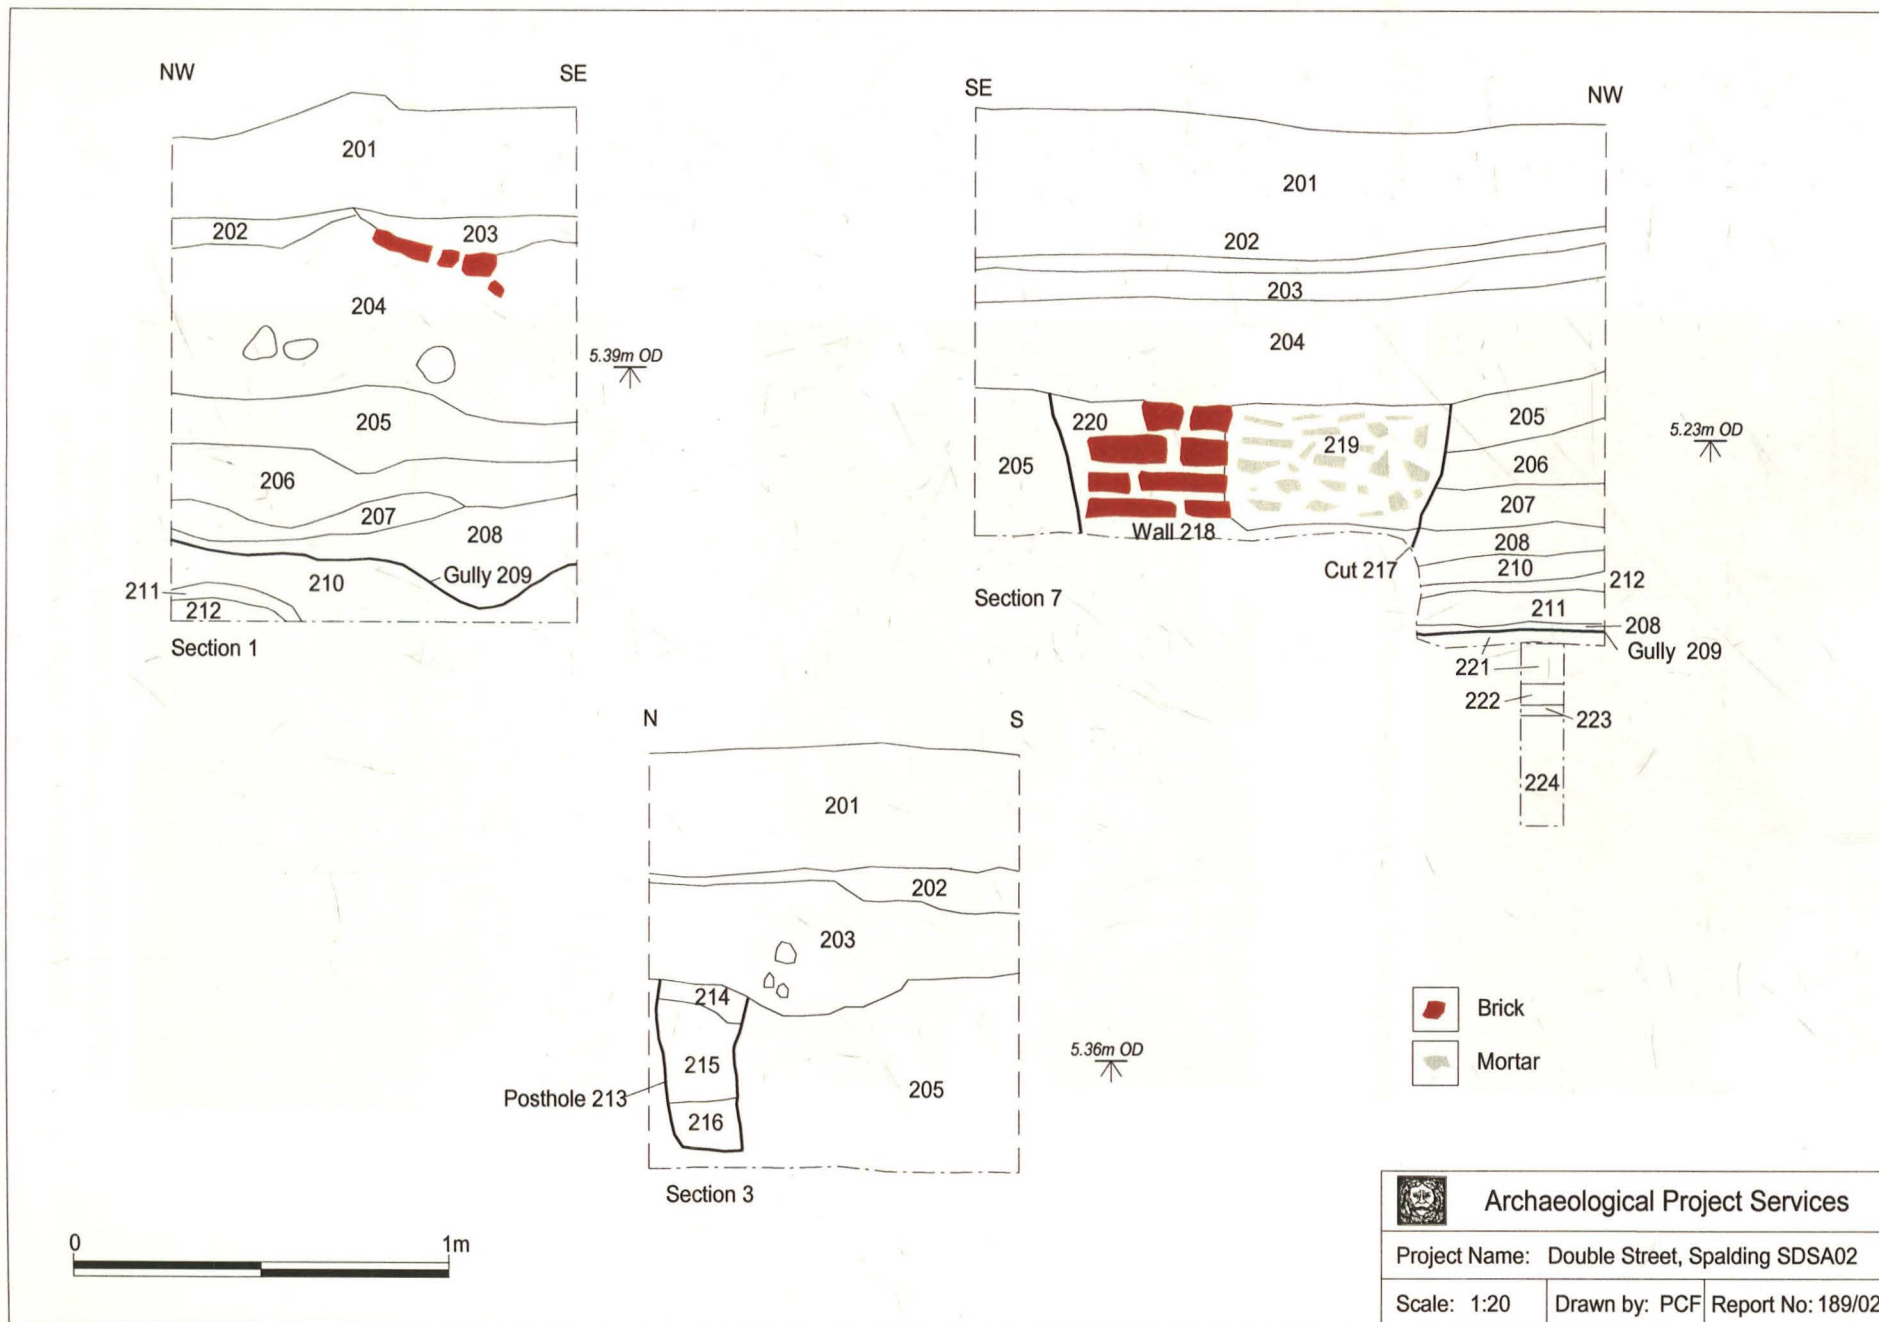 NW SE
201
202 203
204
5.39m OD
205
206
207
208
Gully 209
210
211
212
Section 1
SE NW
201
202
203
204
205
220 219
5.23m OD
205 206
207
Wall 218
208
Cut 217 210 212
211
208
Gully 209
221
222
223
224
Section 7
N S
201
202
203
214
215
5.36m OD
Posthole 213 205
216
Section 3
Brick
Mortar
0 1m
Archaeological Project Services
Project Name: Double Street, Spalding SDSA02
Scale: 1:20 Drawn by: PCF Report No: 189/02